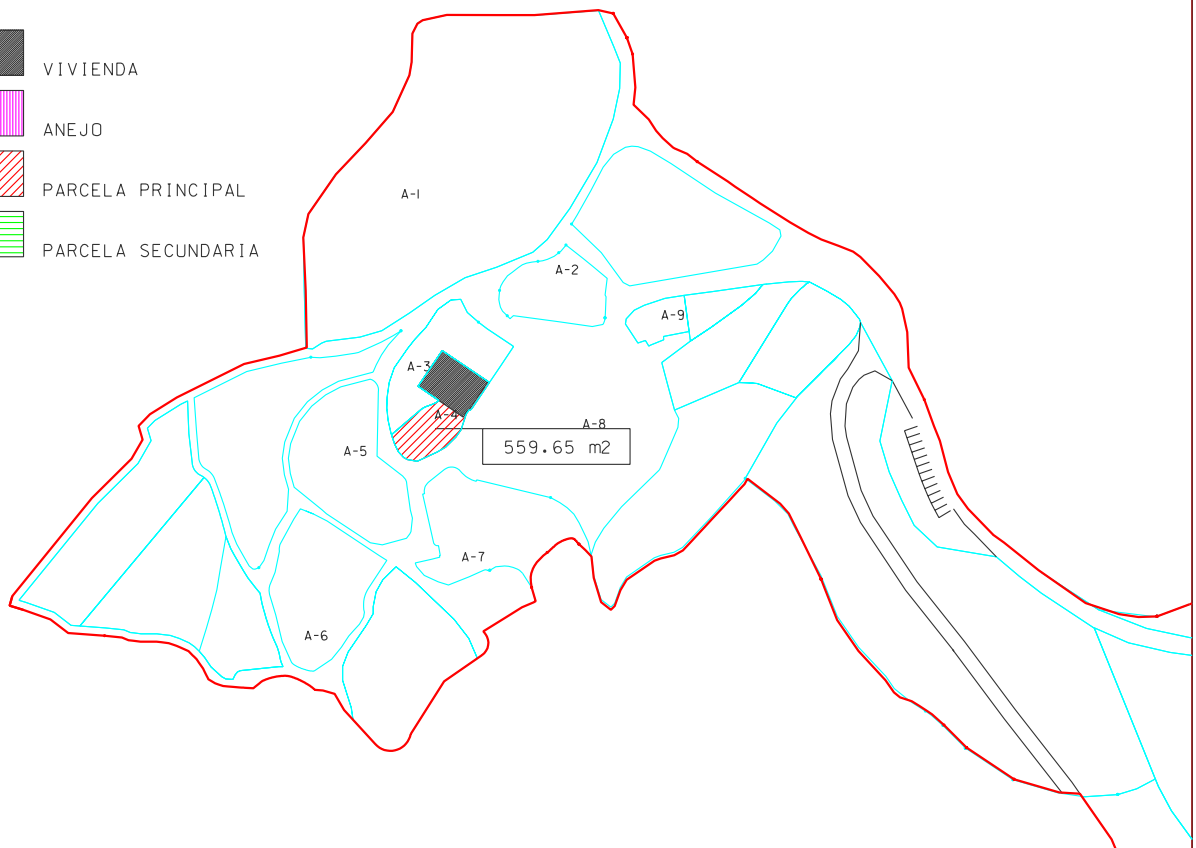 VIVIENDA
ANEJO
PARCELA PRINCIPAL
PARCELA SECUNDARIA
A-1
A-2
A-9
A-3
A-4
A-8
559.65 m2
A-5
A-7
A-6